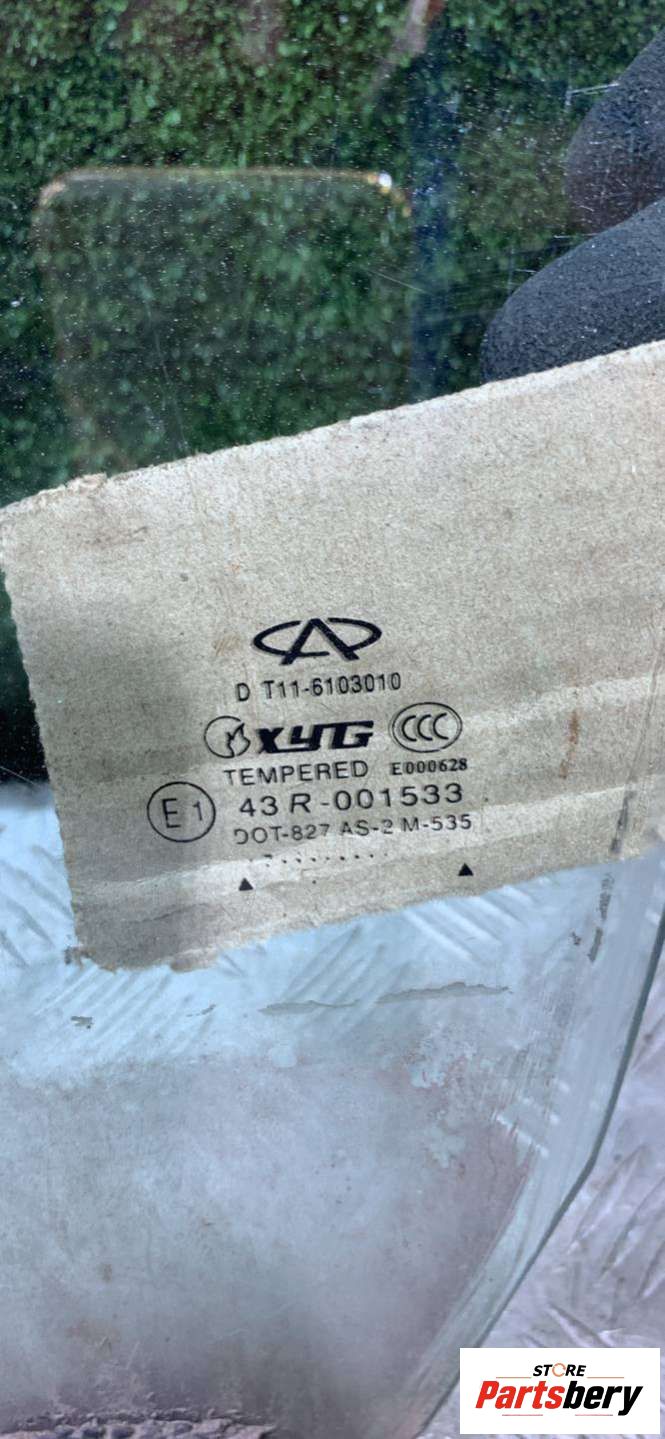 D T11-6103010
XYG CCC
TEMPERED E000628
E1 43 R-001533
DOT-827 AS-2 M-535
STORE
Partsbery